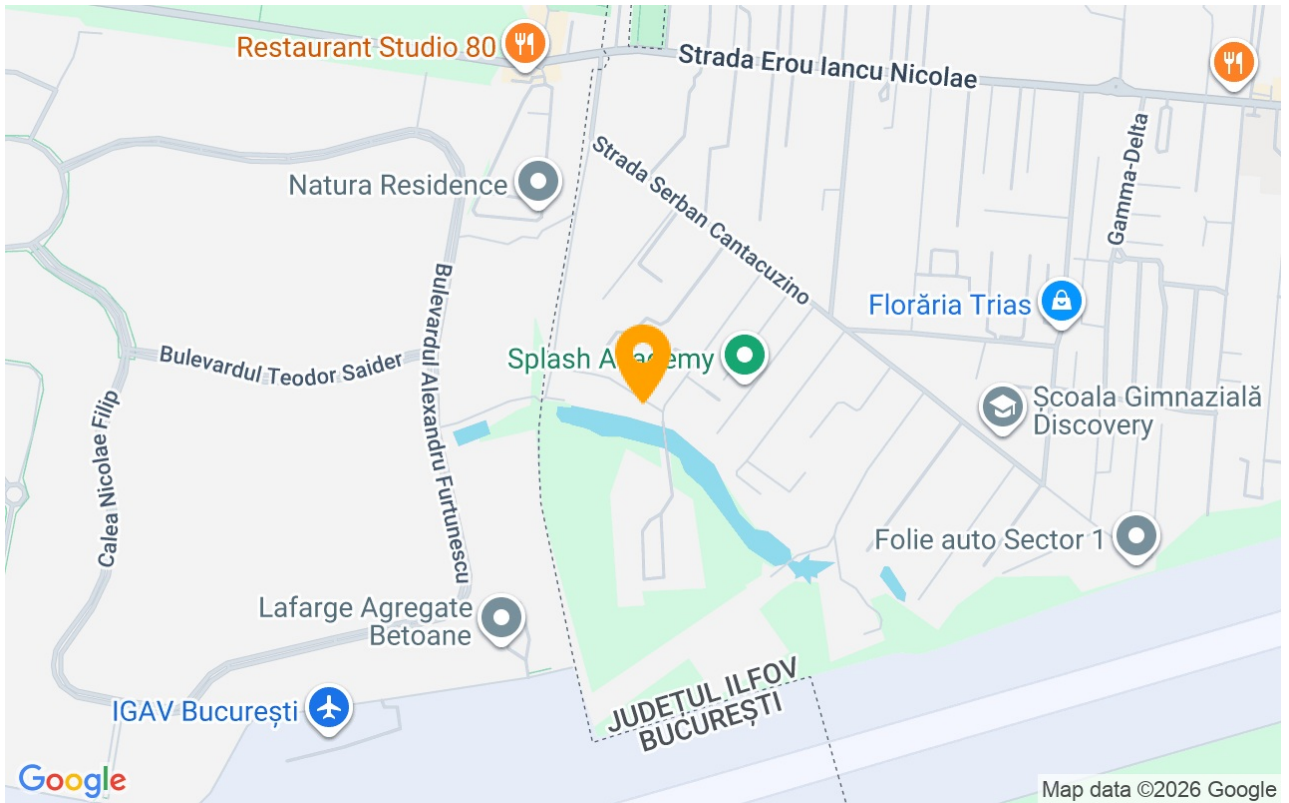 Restaurant Studio 80
Strada Erou Iancu Nicolae
Gamma-Delta
Strada Serban Cantacuzino
Natura Residence
Florăria Trias
Bulevardul Teodor Saider
Bulevardul Alexandru Furtunescu
Calea Nicolae Filip
Splash Academy
Școala Gimnazială
Discovery
Folie auto Sector 1
Lafarge Agregate
Betoane
IGAV București
JUDEȚUL ILFOV
BUCUREȘTI
Google
Map data ©2026 Google